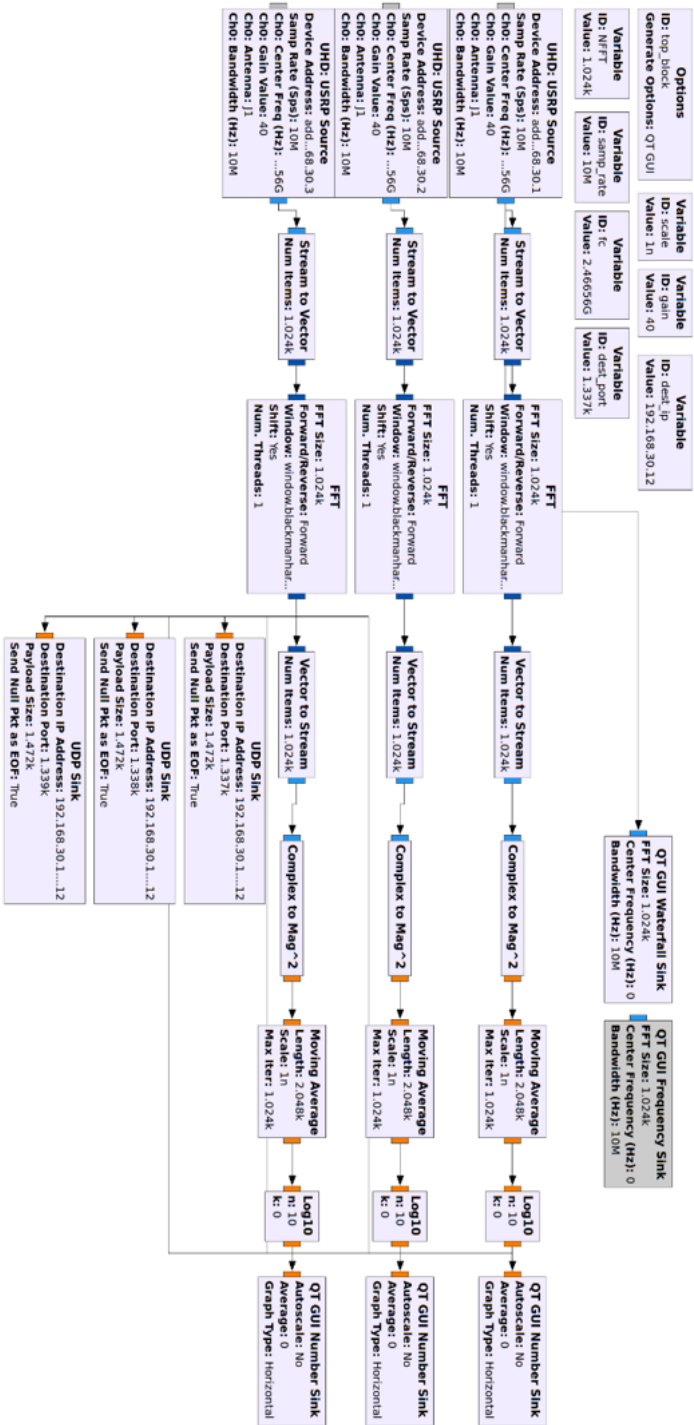 Options
ID: top_block
Generate Options: QT GUI
Variable
ID: scale
Value: 1n
Variable
ID: gain
Value: 40
Variable
ID: dest_ip
Value: 192.168.30.12
Variable
ID: NFFT
Value: 1.024k
Variable
ID: samp_rate
Value: 10M
Variable
ID: fc
Value: 2.46656G
Variable
ID: dest_port
Value: 1.337k
QT GUI Waterfall Sink
FFT Size: 1.024k
Center Frequency (Hz): 0
Bandwidth (Hz): 10M
QT GUI Frequency Sink
FFT Size: 1.024k
Center Frequency (Hz): 0
Bandwidth (Hz): 10M
UHD: USRP Source
Device Address: add...68.30.1
Samp Rate (Sps): 10M
Ch0: Center Freq (Hz): ...56G
Ch0: Gain Value: 40
Ch0: Antenna: J1
Ch0: Bandwidth (Hz): 10M
Stream to Vector
Num Items: 1.024k
FFT
FFT Size: 1.024k
Forward/Reverse: Forward
Window: window.blackmanhar...
Shift: Yes
Num. Threads: 1
Vector to Stream
Num Items: 1.024k
Complex to Mag^2
Moving Average
Length: 2.048k
Scale: 1n
Max Iter: 1.024k
Log10
n: 10
k: 0
QT GUI Number Sink
Autoscale: No
Average: 0
Graph Type: Horizontal
UHD: USRP Source
Device Address: add...68.30.2
Samp Rate (Sps): 10M
Ch0: Center Freq (Hz): ...56G
Ch0: Gain Value: 40
Ch0: Antenna: J1
Ch0: Bandwidth (Hz): 10M
Stream to Vector
Num Items: 1.024k
FFT
FFT Size: 1.024k
Forward/Reverse: Forward
Window: window.blackmanhar...
Shift: Yes
Num. Threads: 1
Vector to Stream
Num Items: 1.024k
Complex to Mag^2
Moving Average
Length: 2.048k
Scale: 1n
Max Iter: 1.024k
Log10
n: 10
k: 0
QT GUI Number Sink
Autoscale: No
Average: 0
Graph Type: Horizontal
UHD: USRP Source
Device Address: add...68.30.3
Samp Rate (Sps): 10M
Ch0: Center Freq (Hz): ...56G
Ch0: Gain Value: 40
Ch0: Antenna: J1
Ch0: Bandwidth (Hz): 10M
Stream to Vector
Num Items: 1.024k
FFT
FFT Size: 1.024k
Forward/Reverse: Forward
Window: window.blackmanhar...
Shift: Yes
Num. Threads: 1
Vector to Stream
Num Items: 1.024k
Complex to Mag^2
Moving Average
Length: 2.048k
Scale: 1n
Max Iter: 1.024k
Log10
n: 10
k: 0
QT GUI Number Sink
Autoscale: No
Average: 0
Graph Type: Horizontal
UDP Sink
Destination IP Address: 192.168.30.1....12
Destination Port: 1.337k
Payload Size: 1.472k
Send Null Pkt as EOF: True
UDP Sink
Destination IP Address: 192.168.30.1....12
Destination Port: 1.338k
Payload Size: 1.472k
Send Null Pkt as EOF: True
UDP Sink
Destination IP Address: 192.168.30.1....12
Destination Port: 1.339k
Payload Size: 1.472k
Send Null Pkt as EOF: True